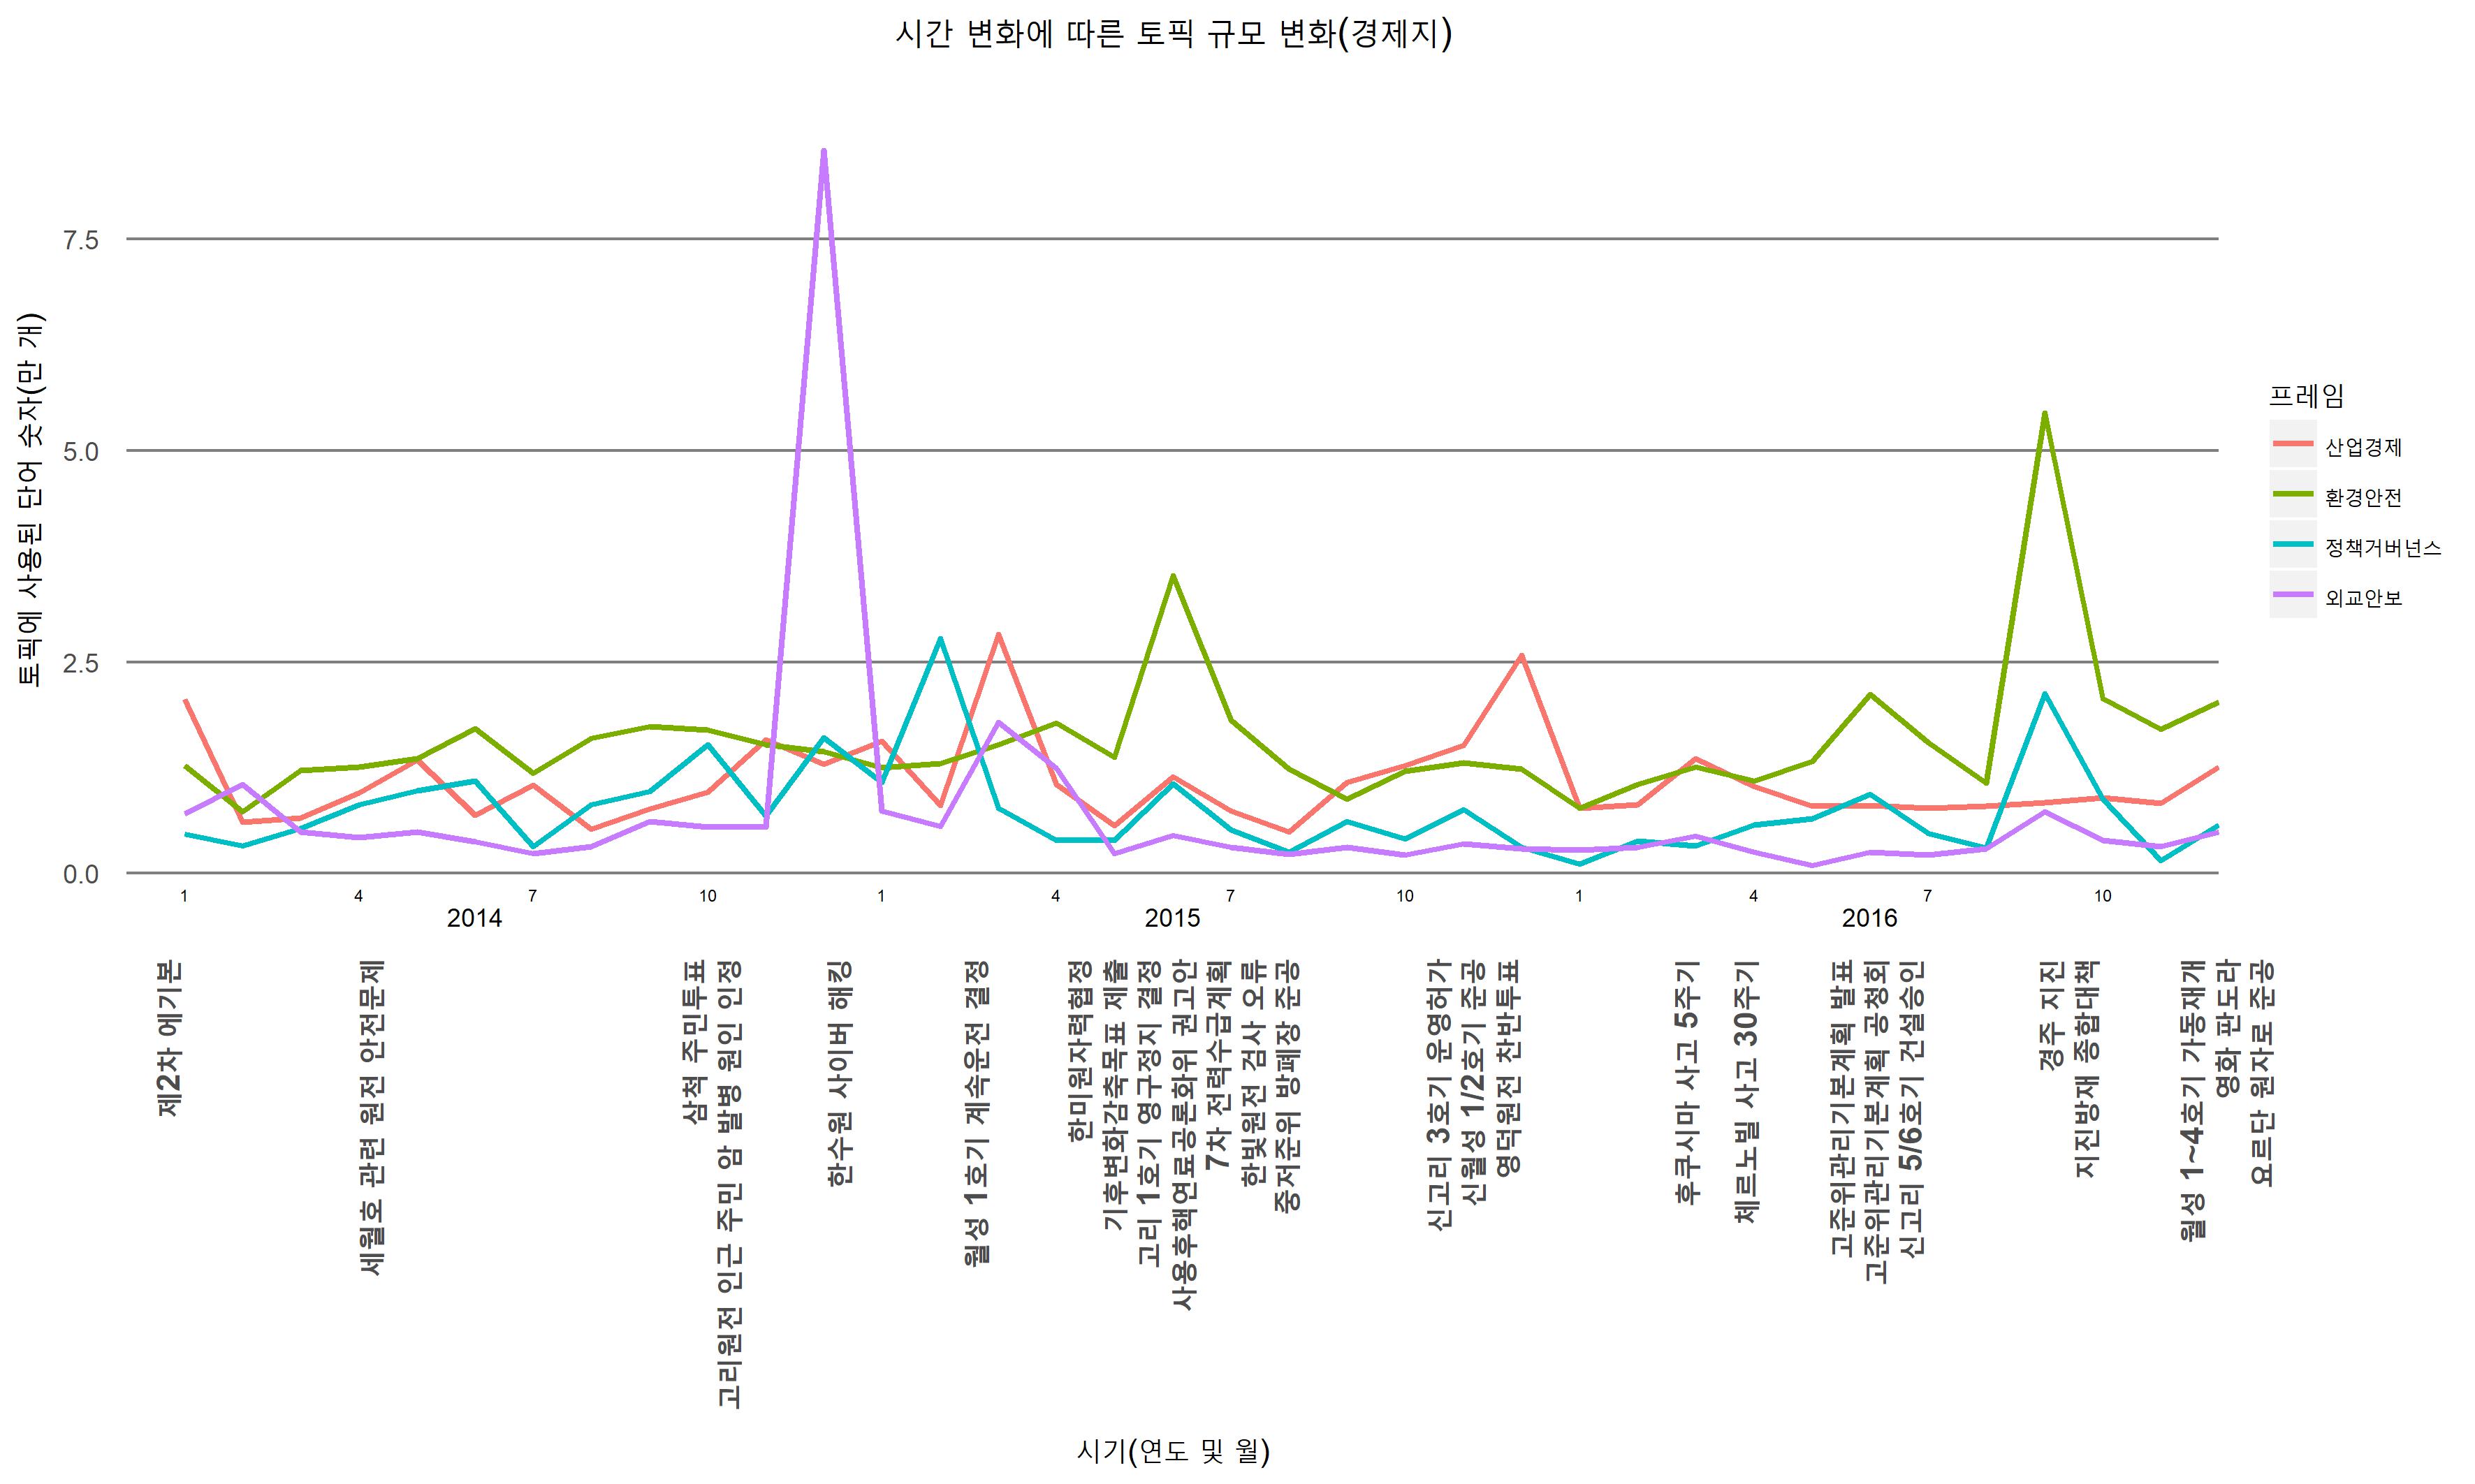 시간 변화에 따른 토픽 규모 변화(경제지)
토픽에 사용된 단어 숫자(만 개)
7.5
5.0
2.5
0.0
프레임
산업경제
환경안전
정책거버넌스
외교안보
1 4 7 10 1 4 7 10 1 4 7 10
2014 2015 2016
제2차 에기본
세월호 관련 원전 안전문제
삼척 주민투표
고리원전 인근 주민 암 발병 원인 인정
한수원 사이버 해킹
월성 1호기 계속운전 결정
한미원자력협정
기후변화감축목표 제출
고리 1호기 영구정지 결정
사용후핵연료공론화위 권고안
7차 전력수급계획
한빛원전 검사 오류
중저준위 방폐장 준공
신고리 3호기 운영허가
신월성 1/2호기 준공
영덕원전 찬반투표
후쿠시마 사고 5주기
체르노빌 사고 30주기
고준위관리기본계획 발표
고준위관리기본계획 공청회
신고리 5/6호기 건설승인
경주 지진
지진방재 종합대책
월성 1~4호기 가동재개
영화 판도라
요르단 원자로 준공
시기(연도 및 월)